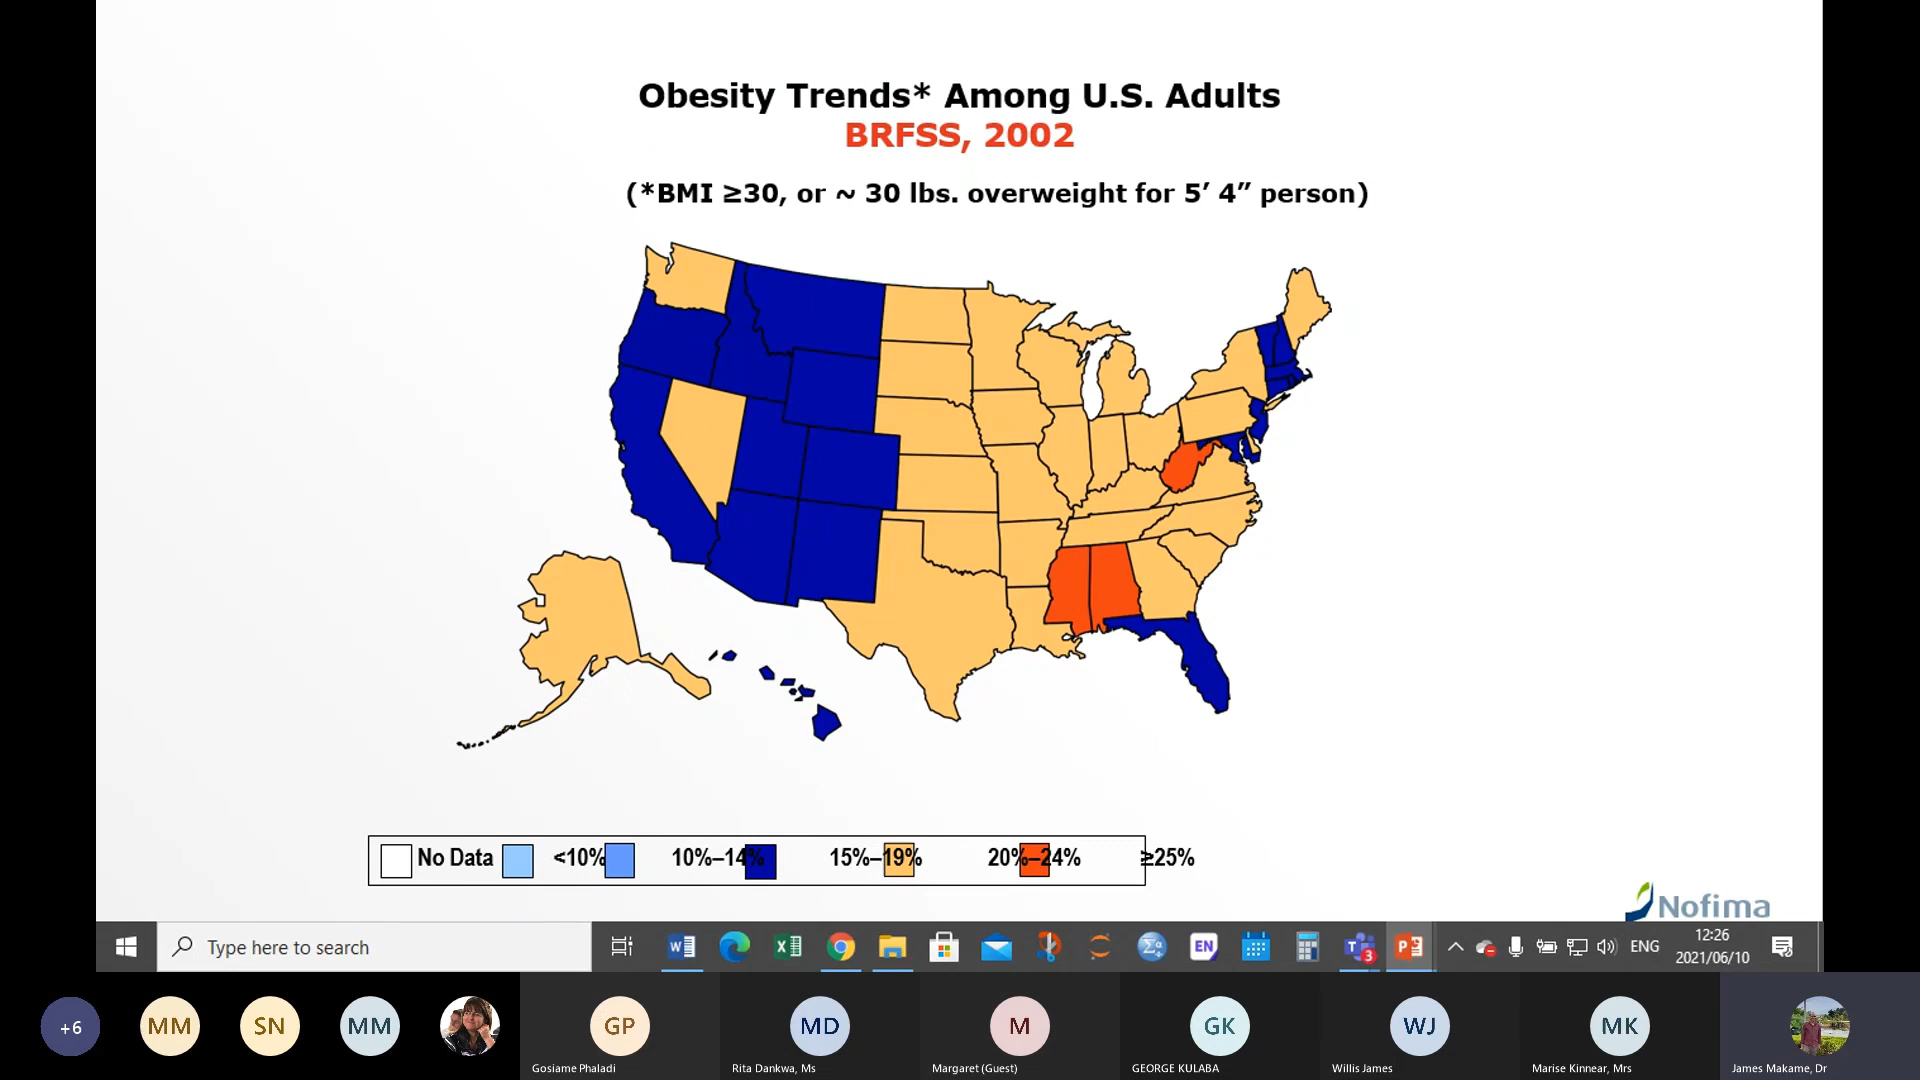 Obesity Trends* Among U.S. Adults
BRFSS, 2002
(*BMI ≥30, or ~ 30 lbs. overweight for 5’ 4” person)
No Data <10% 10%–14% 15%–19% 20%–24% ≥25%
Nofima
Type here to search
EN
3
ENG
12:26
2021/06/10
+6
MM
SN
MM
GP
Gosiame Phaladi
MD
Rita Dankwa, Ms
M
Margaret (Guest)
GK
GEORGE KULABA
WJ
Willis James
MK
Marise Kinnear, Mrs
James Makame, Dr